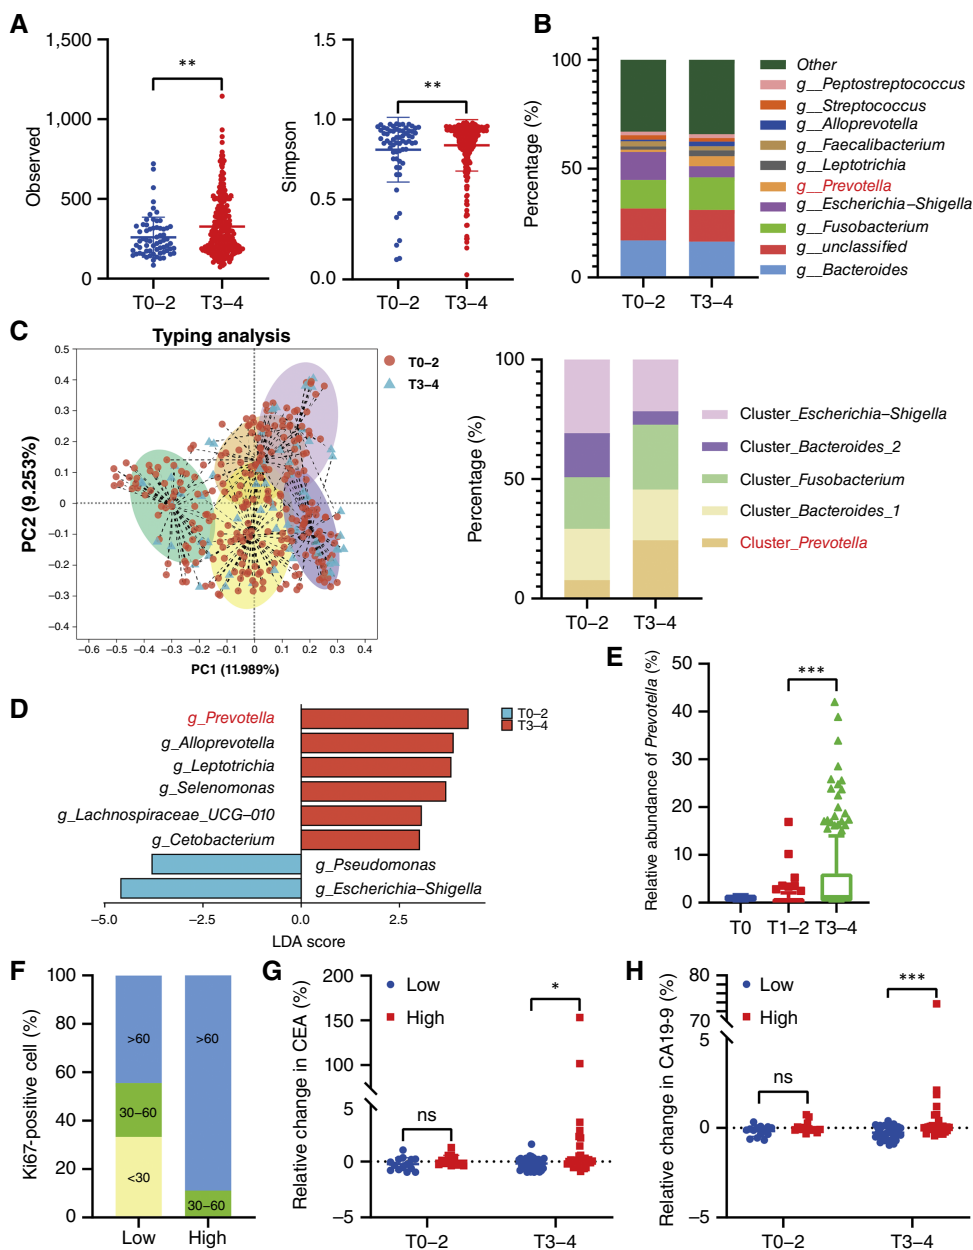 A
1,500
1,000
500
0
Observed
**
T0–2
T3–4
1.5
1.0
0.5
0.0
Simpson
**
T0–2
T3–4
B
100
50
0
Percentage (%)
T0–2
T3–4
Other
g__Peptostreptococcus
g__Streptococcus
g__Alloprevotella
g__Faecalibacterium
g__Leptotrichia
g__Prevotella
g__Escherichia–Shigella
g__Fusobacterium
g__unclassified
g__Bacteroides
C
Typing analysis
0.5
0.4
0.3
0.2
0.1
0
–0.1
–0.2
–0.3
–0.4
PC2 (9.253%)
–0.6 –0.5 –0.4 –0.3 –0.2 –0.1 0 0.1 0.2 0.3 0.4
PC1 (11.989%)
T0–2
T3–4
100
50
0
Percentage (%)
T0–2
T3–4
Cluster_Escherichia–Shigella
Cluster_Bacteroides_2
Cluster_Fusobacterium
Cluster_Bacteroides_1
Cluster_Prevotella
D
g_Prevotella
g_Alloprevotella
g_Leptotrichia
g_Selenomonas
g_Lachnospiraceae_UCG–010
g_Cetobacterium
g_Pseudomonas
g_Escherichia–Shigella
–5.0 –2.5 0.0 2.5
LDA score
T0–2
T3–4
E
50
40
30
20
10
0
Relative abundance of Prevotella (%)
***
T0 T1–2 T3–4
F
100
80
60
40
20
0
Ki67-positive cell (%)
>60
30–60
<30
>60
30–60
Low
High
G
200
150
100
5
0
–5
Relative change in CEA (%)
Low
High
ns
*
T0–2
T3–4
H
80
70
5
0
–5
Relative change in CA19-9 (%)
Low
High
ns
***
T0–2
T3–4